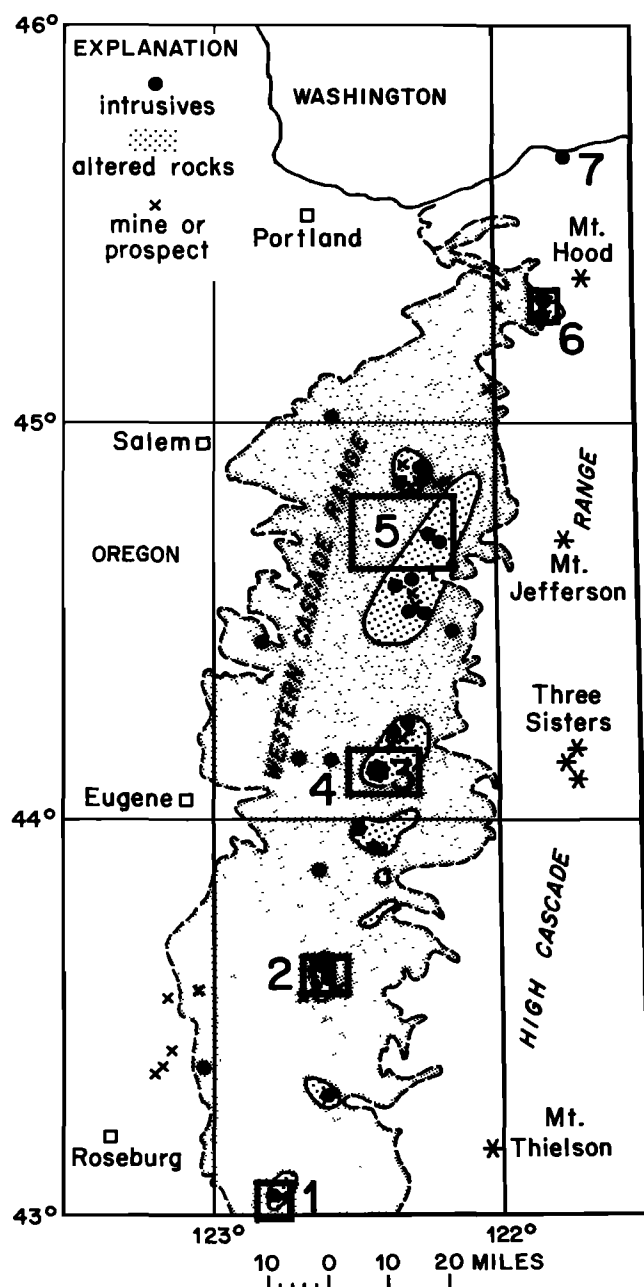 46°
EXPLANATION
intrusives
altered rocks
mine or
prospect
WASHINGTON
7
Portland
Mt.
Hood
6
45°
Salem
WESTERN CASCADE RANGE
5
OREGON
RANGE
Mt.
Jefferson
Three
Sisters
4
3
Eugene
44°
HIGH CASCADE
2
Mt.
Thielson
Roseburg
1
43°
123°
122°
10 0 10 20 MILES